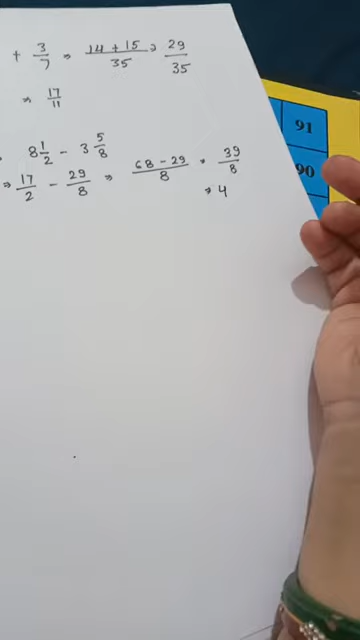 + 3/7 ⇒ 14 + 15/35 ⇒ 29/35
⇒ 17/11
8 1/2 - 3 5/8
⇒ 17/2 - 29/8 ⇒ 68 - 29/8 ⇒ 39/8
⇒ 4
91
90